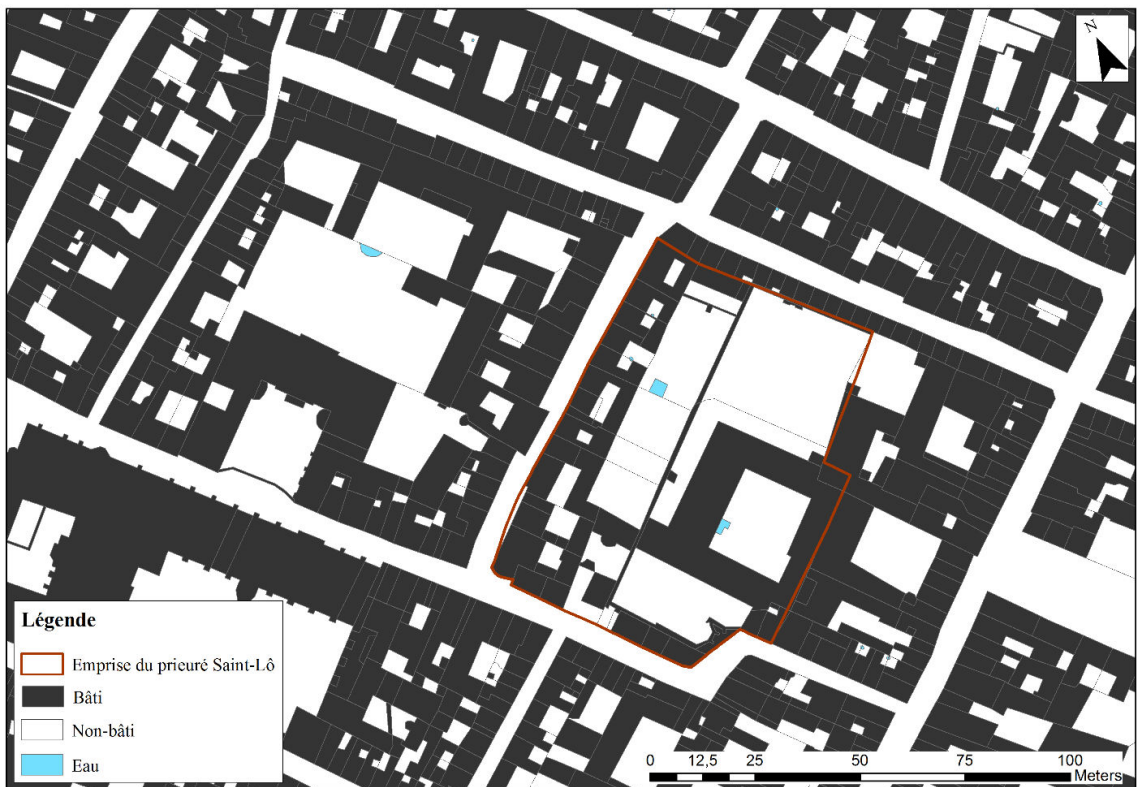 N
Légende
Emprise du prieuré Saint-Lô
Bâti
Non-bâti
Eau
0 12,5 25 50 75 100
Meters